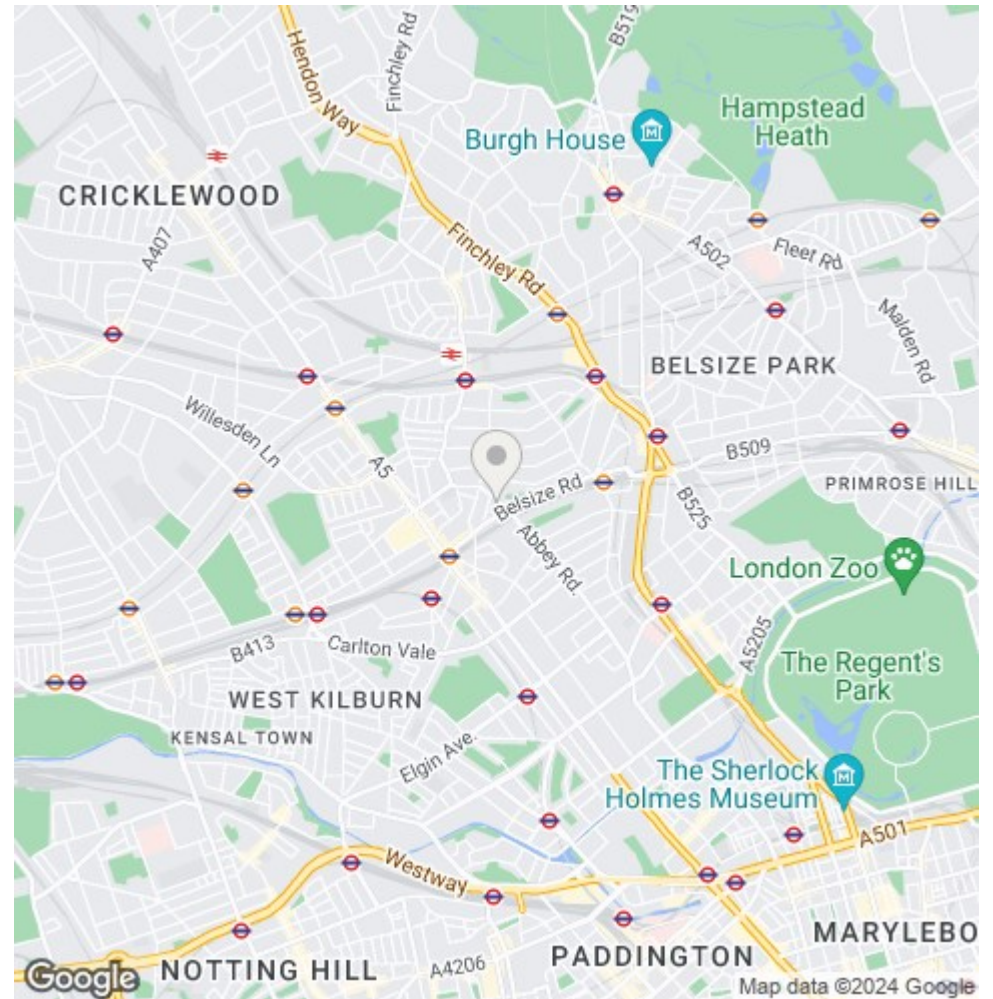 B519
Finchley Rd
Hendon Way
Burgh House
Hampstead
Heath
CRICKLEWOOD
A407
Finchley Rd
A502
Fleet Rd
Malden Rd
BELSIZE PARK
Willesden Ln
A5
B509
Belsize Rd
B525
PRIMROSE HILL
Abbey Rd.
London Zoo
B413
Carlton Vale
A5205
The Regent's
Park
WEST KILBURN
KENSAL TOWN
Elgin Ave.
The Sherlock
Holmes Museum
A501
Westway
MARYLEBO
PADDINGTON
NOTTING HILL
A4206
Google
Map data ©2024 Google